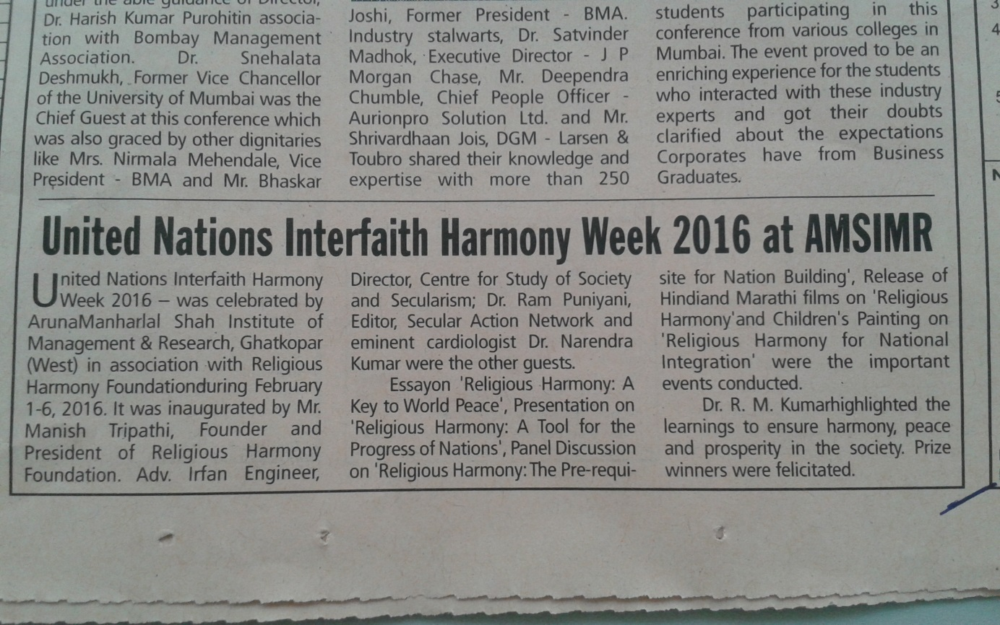 under the able guidance of Director,
Dr. Harish Kumar Purohitin associa-
tion with Bombay Management
Association. Dr. Snehalata
Deshmukh, Former Vice Chancellor
of the University of Mumbai was the
Chief Guest at this conference which
was also graced by other dignitaries
like Mrs. Nirmala Mehendale, Vice
President - BMA and Mr. Bhaskar
Joshi, Former President - BMA.
Industry stalwarts, Dr. Satvinder
Madhok, Executive Director - J P
Morgan Chase, Mr. Deependra
Chumble, Chief People Officer -
Aurionpro Solution Ltd. and Mr.
Shrivardhaan Jois, DGM - Larsen &
Toubro shared their knowledge and
expertise with more than 250
students participating in this
conference from various colleges in
Mumbai. The event proved to be an
enriching experience for the students
who interacted with these industry
experts and got their doubts
clarified about the expectations
Corporates have from Business
Graduates.
United Nations Interfaith Harmony Week 2016 at AMSIMR
United Nations Interfaith Harmony
Week 2016 – was celebrated by
ArunaManharlal Shah Institute of
Management & Research, Ghatkopar
(West) in association with Religious
Harmony Foundationduring February
1-6, 2016. It was inaugurated by Mr.
Manish Tripathi, Founder and
President of Religious Harmony
Foundation. Adv. Irfan Engineer,
Director, Centre for Study of Society
and Secularism; Dr. Ram Puniyani,
Editor, Secular Action Network and
eminent cardiologist Dr. Narendra
Kumar were the other guests.
Essayon 'Religious Harmony: A
Key to World Peace', Presentation on
'Religious Harmony: A Tool for the
Progress of Nations', Panel Discussion
on 'Religious Harmony: The Pre-requi-
site for Nation Building', Release of
Hindiand Marathi films on 'Religious
Harmony'and Children's Painting on
'Religious Harmony for National
Integration' were the important
events conducted.
Dr. R. M. Kumarhighlighted the
learnings to ensure harmony, peace
and prosperity in the society. Prize
winners were felicitated.